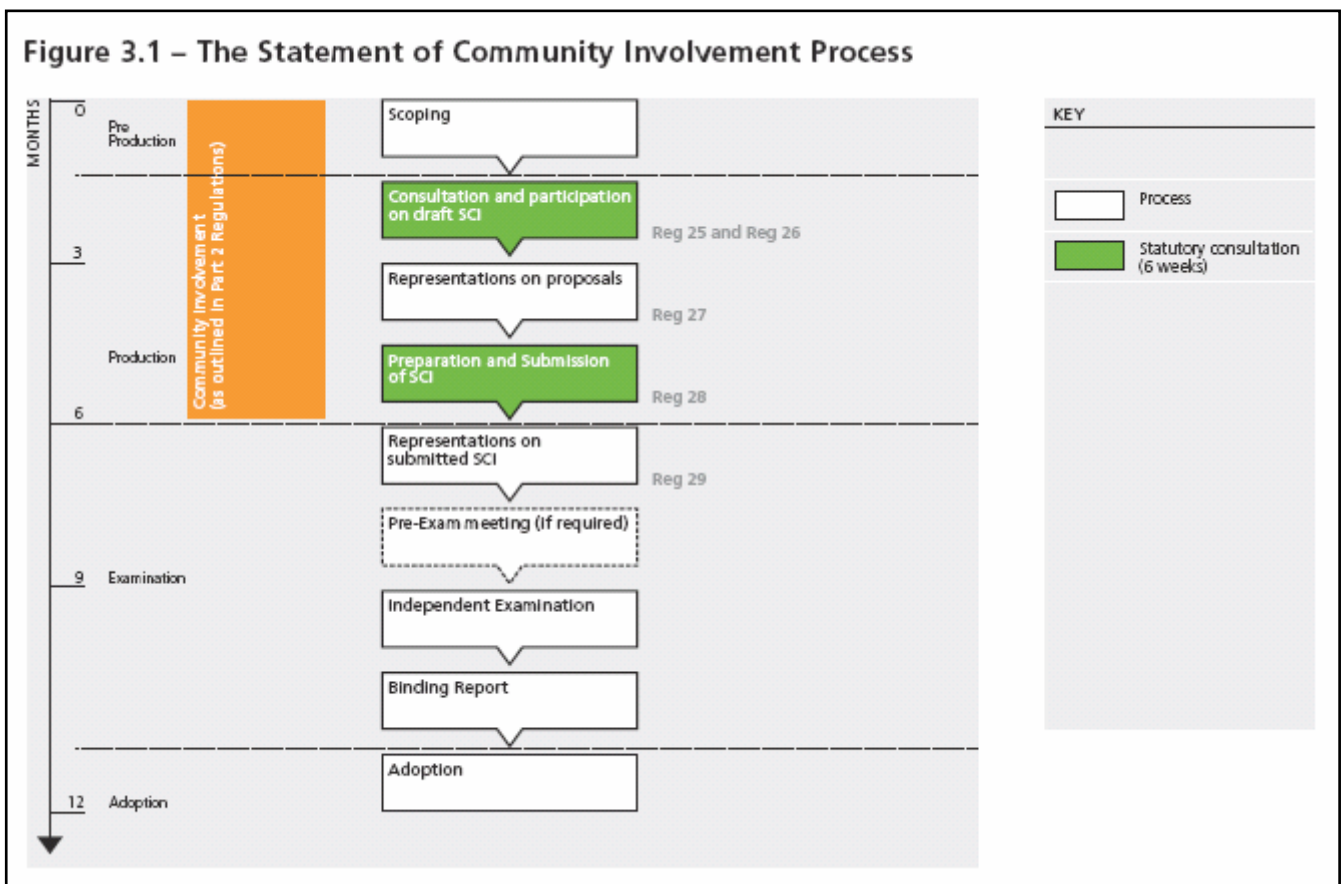 Figure 3.1 – The Statement of Community Involvement Process
MONTHS
0
Pre
Production
3
Production
6
9
Examination
12
Adoption
Community Involvement
(as outlined in Part 2 Regulations)
Scoping
Consultation and participation
on draft SCI
Reg 25 and Reg 26
Representations on proposals
Reg 27
Preparation and Submission
of SCI
Reg 28
Representations on
submitted SCI
Reg 29
Pre-Exam meeting (if required)
Independent Examination
Binding Report
Adoption
KEY
Process
Statutory consultation
(6 weeks)